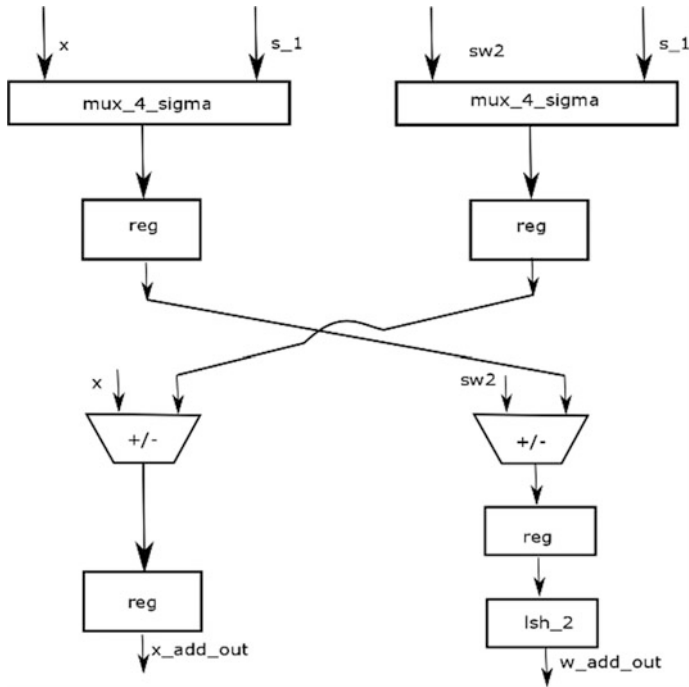 x s_1 sw2 s_1
mux_4_sigma mux_4_sigma
reg reg
x sw2
+/- +/-
reg
reg lsh_2
x_add_out w_add_out